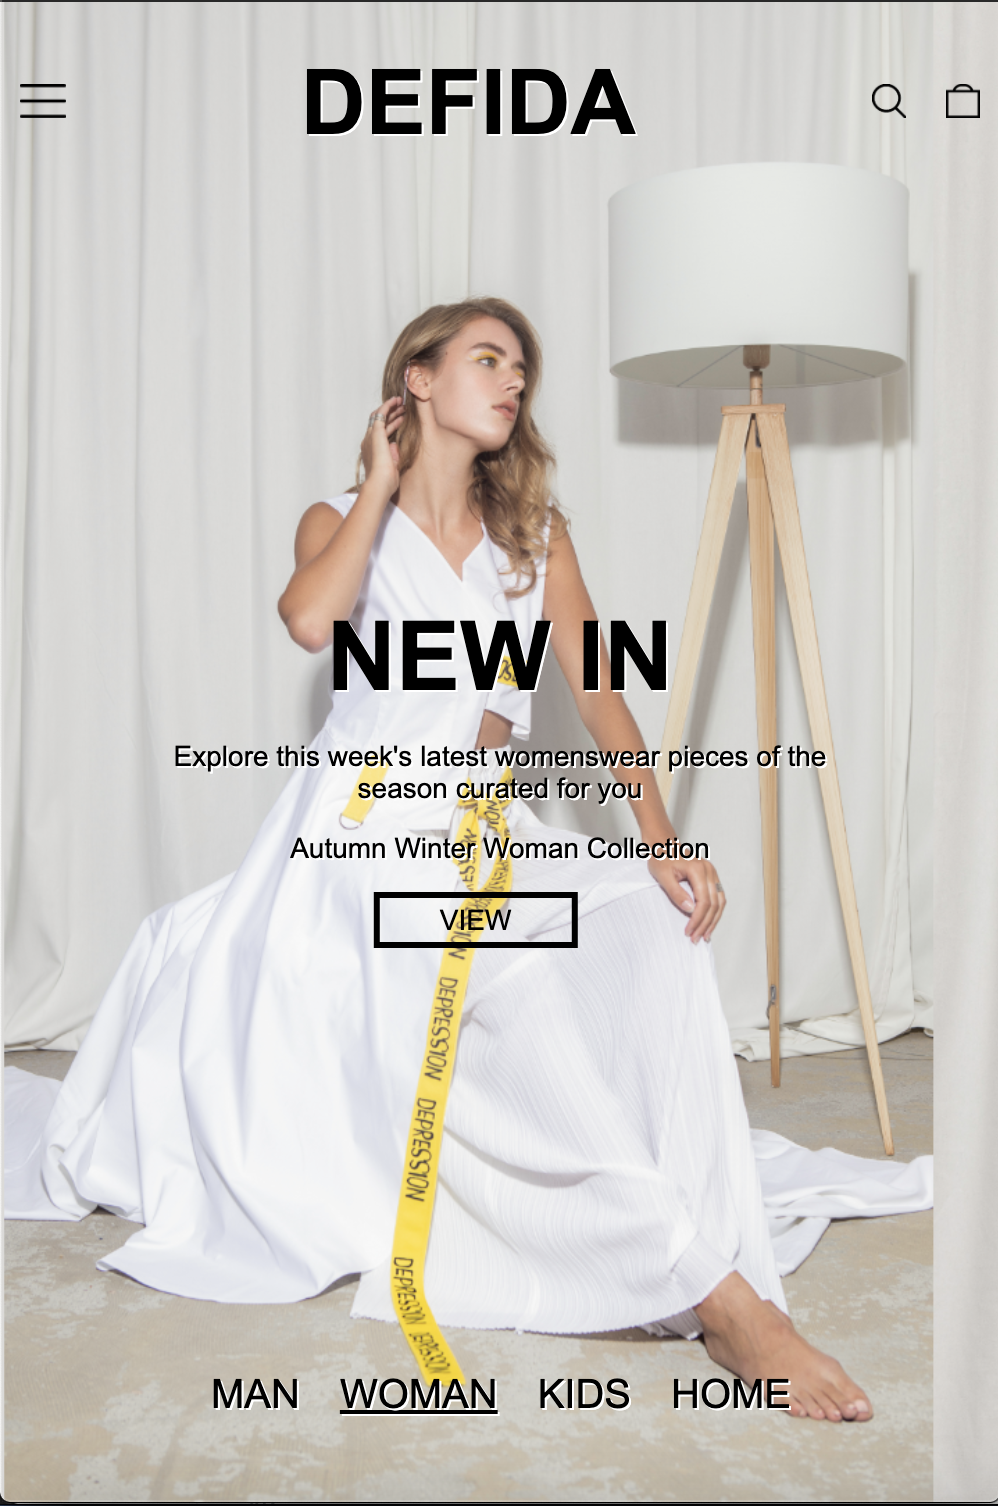 DEFIDA
NEW IN
Explore this week's latest womenswear pieces of the
season curated for you
Autumn Winter Woman Collection
VIEW
DEPRESSION
DEPRESSION
DEPRESSION
MAN WOMAN KIDS HOME